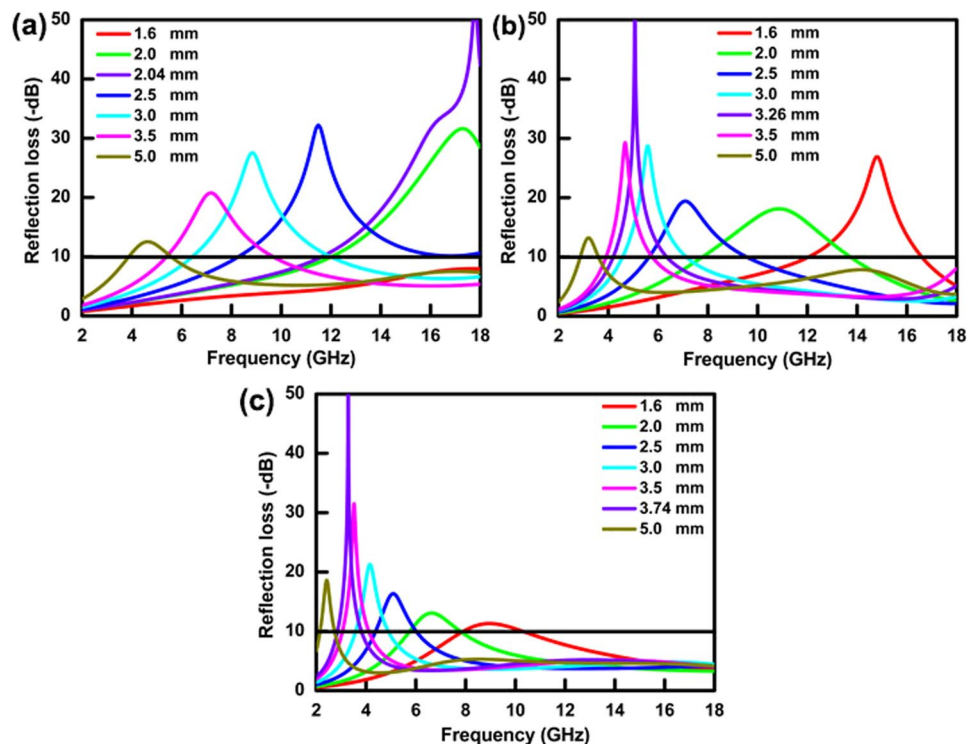 (a)
Reflection loss (-dB)
50
40
30
20
10
0
1.6 mm
2.0 mm
2.04 mm
2.5 mm
3.0 mm
3.5 mm
5.0 mm
2 4 6 8 10 12 14 16 18
Frequency (GHz)
(b)
Reflection loss (-dB)
50
40
30
20
10
0
1.6 mm
2.0 mm
2.5 mm
3.0 mm
3.26 mm
3.5 mm
5.0 mm
2 4 6 8 10 12 14 16 18
Frequency (GHz)
(c)
Reflection loss (-dB)
50
40
30
20
10
0
1.6 mm
2.0 mm
2.5 mm
3.0 mm
3.5 mm
3.74 mm
5.0 mm
2 4 6 8 10 12 14 16 18
Frequency (GHz)